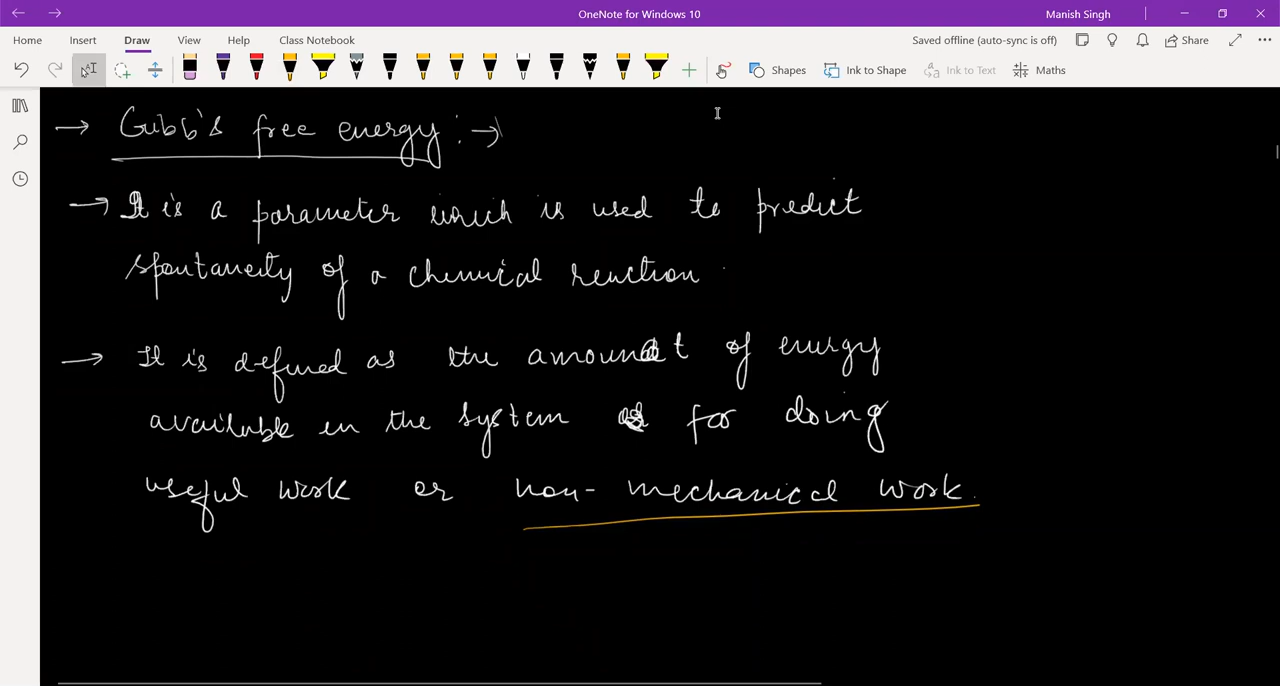 OneNote for Windows 10
Manish Singh
Home Insert Draw View Help Class Notebook
Saved offline (auto-sync is off) Share
Shapes Ink to Shape Ink to Text Maths
→ Gibb's free energy :→
→ It is a parameter which is used to predict
spontaneity of a chemical reaction
→ It is defined as the amount of energy
available in the system for doing
useful work or non-mechanical work.